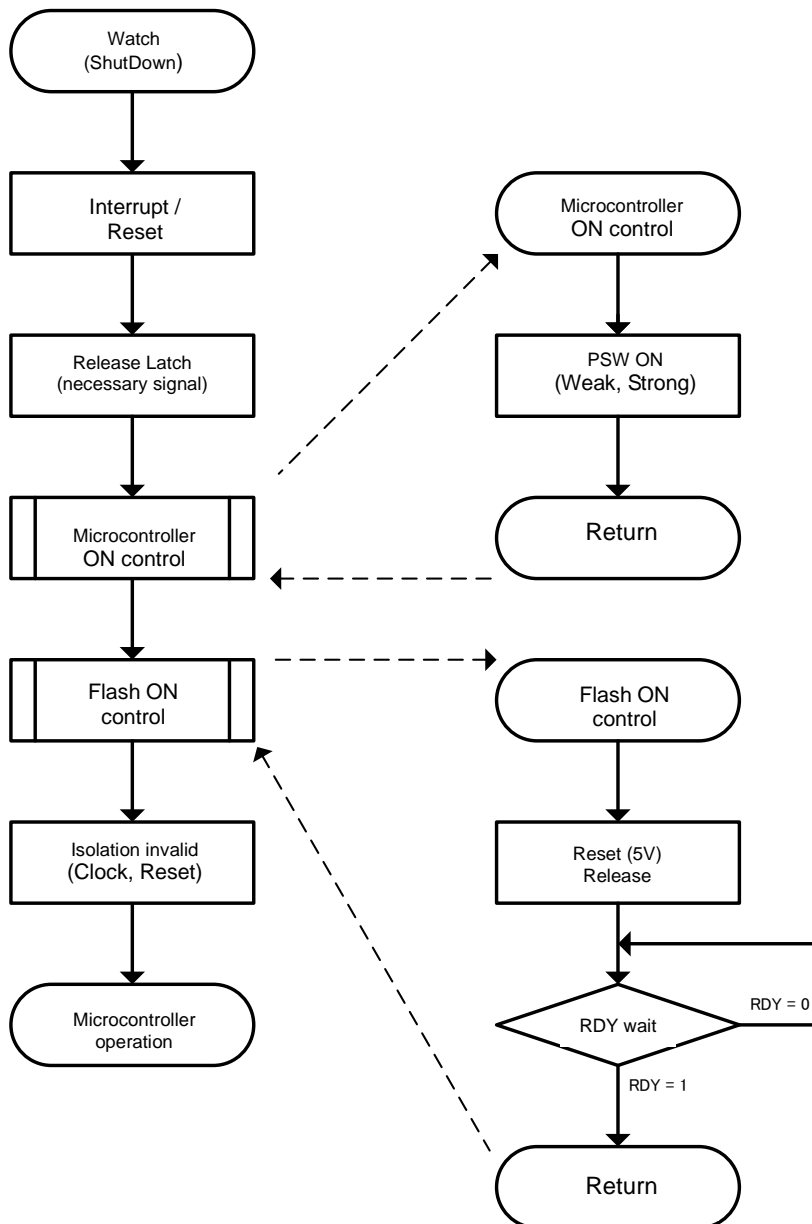 Watch
(ShutDown)
Interrupt /
Reset
Release Latch
(necessary signal)
Microcontroller
ON control
Flash ON
control
Isolation invalid
(Clock, Reset)
Microcontroller
operation
Microcontroller
ON control
PSW ON
(Weak, Strong)
Return
Flash ON
control
Reset (5V)
Release
RDY wait
RDY = 0
RDY = 1
Return